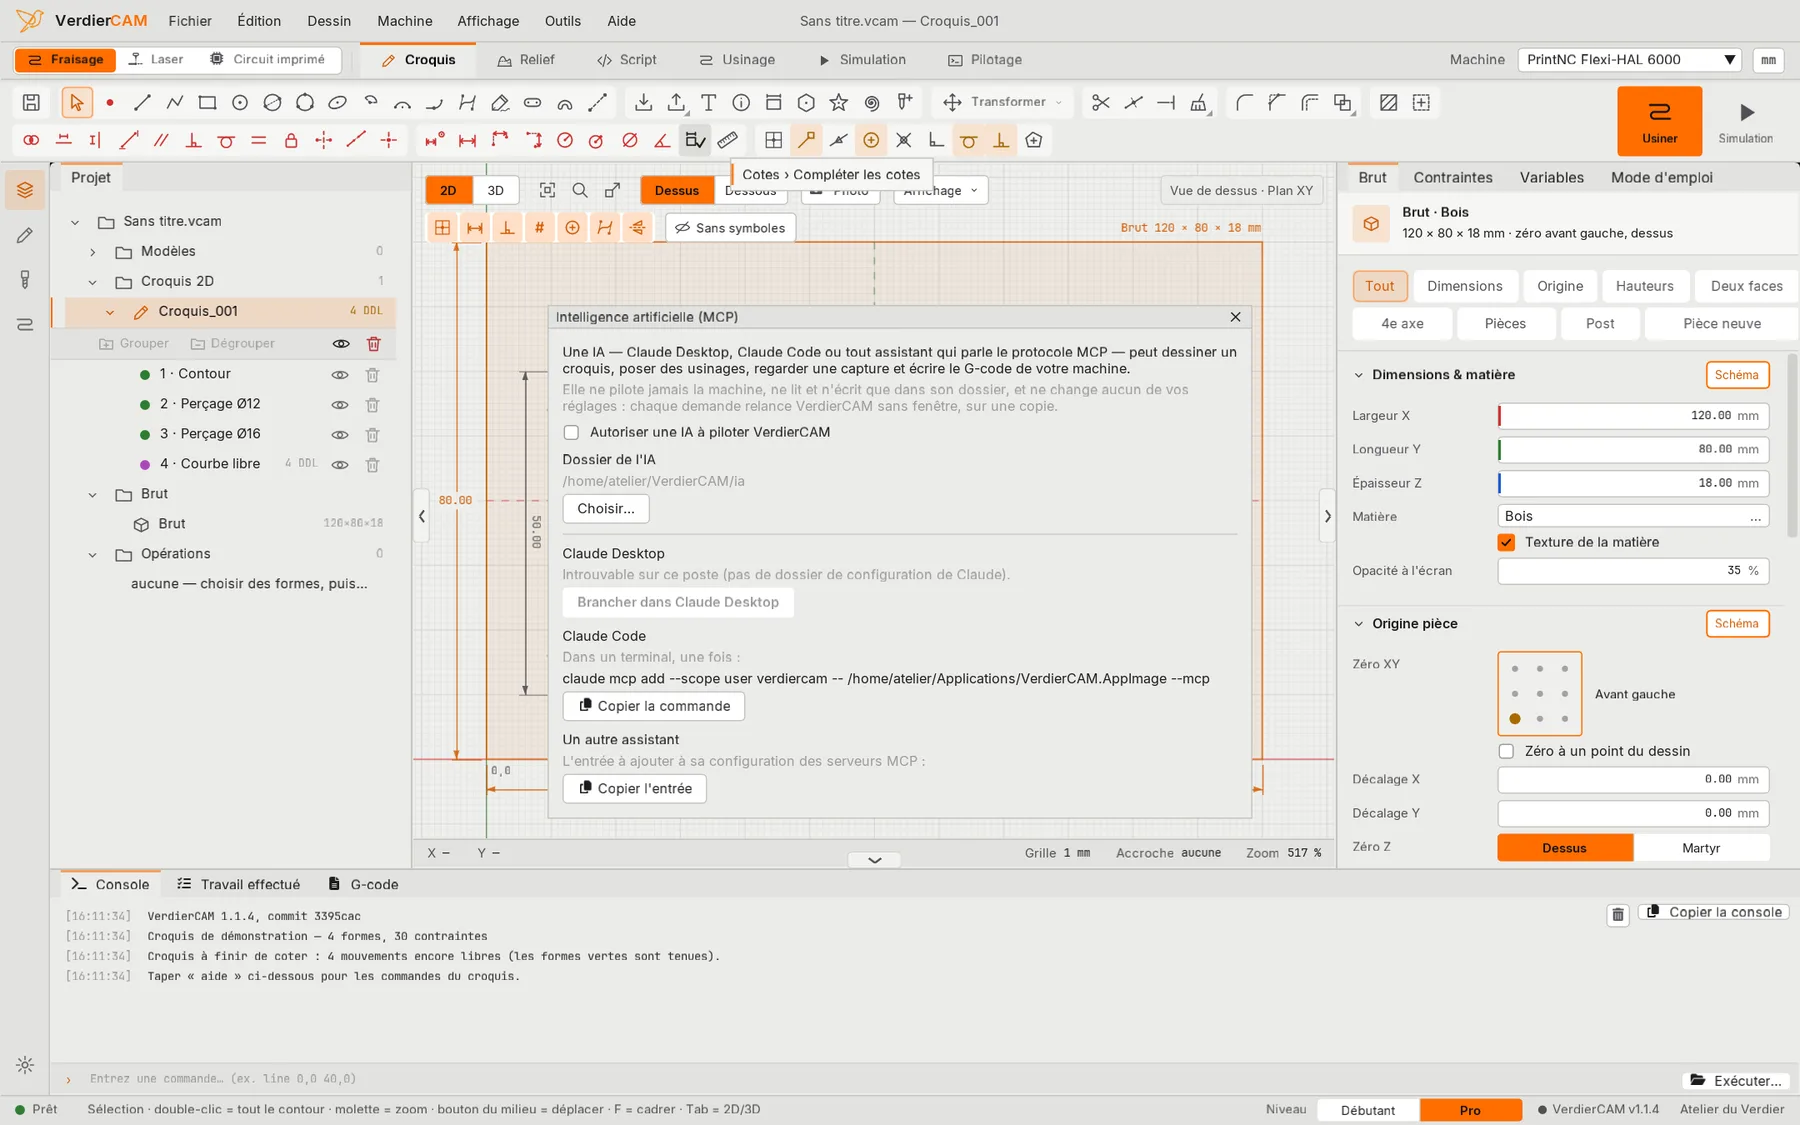 VerdierCAM Fichier Édition Dessin Machine Affichage Outils Aide Sans titre.vcam — Croquis_001
Fraisage Laser Circuit imprimé Croquis Relief Script Usinage Simulation Pilotage Machine PrintNC Flexi-HAL 6000 mm
Transformer
Usiner Simulation
Cotes › Compléter les cotes
Projet
2D 3D Dessus Dessous Photo Affichage Vue de dessus · Plan XY
Sans symboles
Brut 120 × 80 × 18 mm
Sans titre.vcam
Modèles 0
Croquis 2D 1
Croquis_001 4 DDL
Grouper Dégrouper
1 · Contour
2 · Perçage Ø12
3 · Perçage Ø16
4 · Courbe libre 4 DDL
Brut
Brut 120×80×18
Opérations 0
aucune — choisir des formes, puis...
80.00
50.00
0,0
Intelligence artificielle (MCP)
Une IA — Claude Desktop, Claude Code ou tout assistant qui parle le protocole MCP — peut dessiner un
croquis, poser des usinages, regarder une capture et écrire le G-code de votre machine.
Elle ne pilote jamais la machine, ne lit et n'écrit que dans son dossier, et ne change aucun de vos
réglages : chaque demande relance VerdierCAM sans fenêtre, sur une copie.
Autoriser une IA à piloter VerdierCAM
Dossier de l'IA
/home/atelier/VerdierCAM/ia
Choisir...
Claude Desktop
Introuvable sur ce poste (pas de dossier de configuration de Claude).
Brancher dans Claude Desktop
Claude Code
Dans un terminal, une fois :
claude mcp add --scope user verdiercam -- /home/atelier/Applications/VerdierCAM.AppImage --mcp
Copier la commande
Un autre assistant
L'entrée à ajouter à sa configuration des serveurs MCP :
Copier l'entrée
X — Y — Grille 1 mm Accroche aucune Zoom 517 %
Brut Contraintes Variables Mode d'emploi
Brut · Bois
120 × 80 × 18 mm · zéro avant gauche, dessus
Tout Dimensions Origine Hauteurs Deux faces
4e axe Pièces Post Pièce neuve
Dimensions & matière Schéma
Largeur X 120.00 mm
Longueur Y 80.00 mm
Épaisseur Z 18.00 mm
Matière Bois ...
Texture de la matière
Opacité à l'écran 35 %
Origine pièce Schéma
Zéro XY Avant gauche
Zéro à un point du dessin
Décalage X 0.00 mm
Décalage Y 0.00 mm
Zéro Z Dessus Martyr
Console Travail effectué G-code
[16:11:34] VerdierCAM 1.1.4, commit 3395cac
[16:11:34] Croquis de démonstration — 4 formes, 30 contraintes
[16:11:34] Croquis à finir de coter : 4 mouvements encore libres (les formes vertes sont tenues).
[16:11:34] Taper « aide » ci-dessous pour les commandes du croquis.
Copier la console
› Entrez une commande… (ex. line 0,0 40,0)
Exécuter...
Prêt Sélection · double-clic = tout le contour · molette = zoom · bouton du milieu = déplacer · F = cadrer · Tab = 2D/3D Niveau Débutant Pro VerdierCAM v1.1.4 Atelier du Verdier